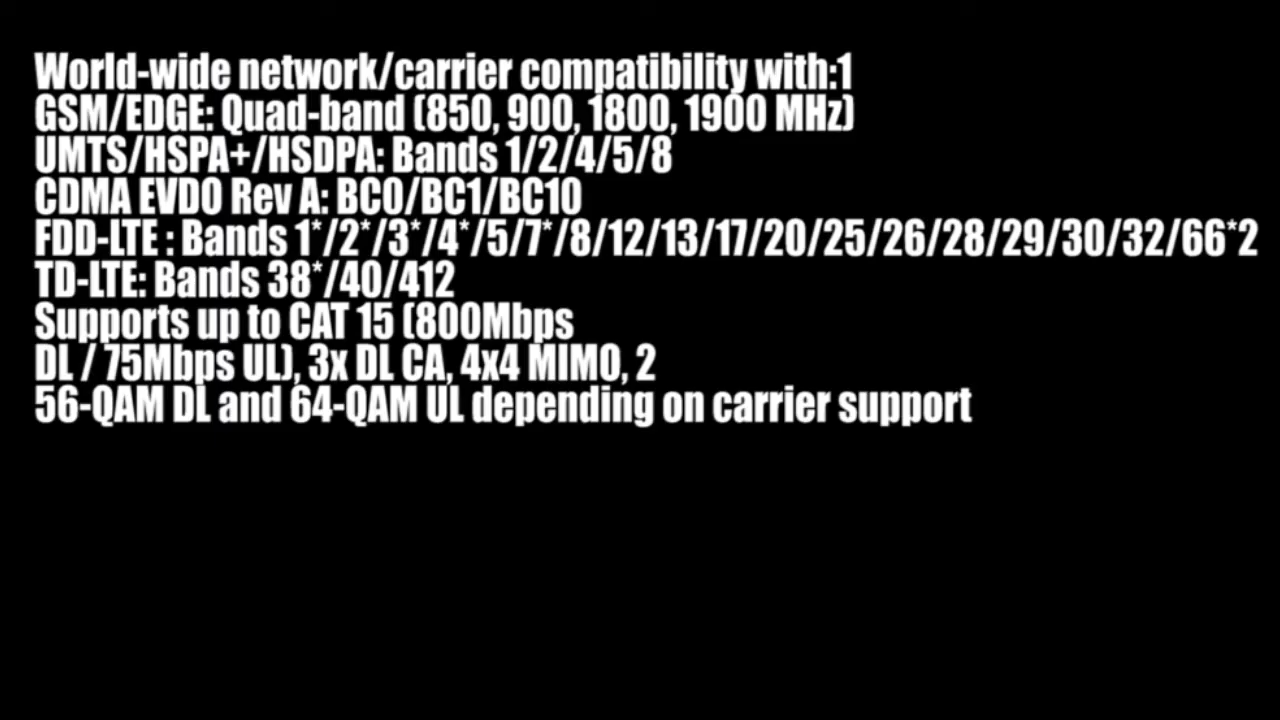 World-wide network/carrier compatibility with:1
GSM/EDGE: Quad-band (850, 900, 1800, 1900 MHz)
UMTS/HSPA+/HSDPA: Bands 1/2/4/5/8
CDMA EVDO Rev A: BC0/BC1/BC10
FDD-LTE : Bands 1*/2*/3*/4*/5/7*/8/12/13/17/20/25/26/28/29/30/32/66*2
TD-LTE: Bands 38*/40/412
Supports up to CAT 15 (800Mbps
DL / 75Mbps UL), 3x DL CA, 4x4 MIMO, 2
56-QAM DL and 64-QAM UL depending on carrier support